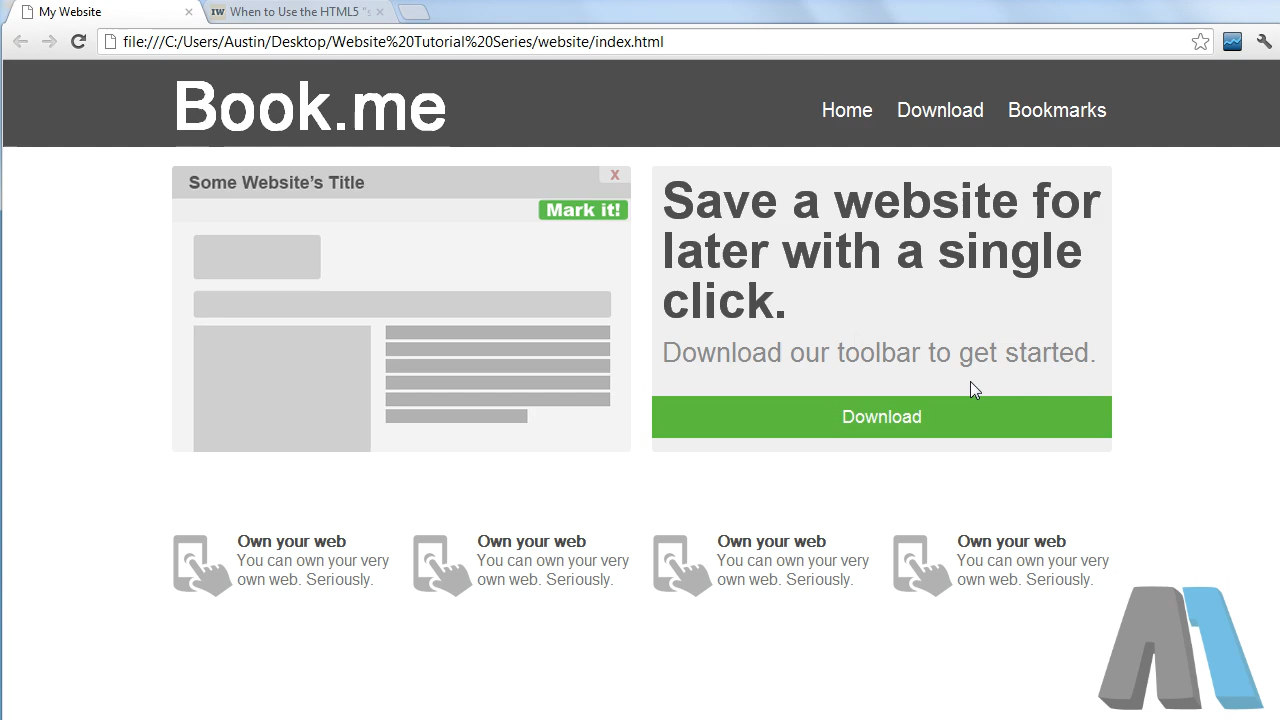 My Website
IW When to Use the HTML5 "s
file:///C:/Users/Austin/Desktop/Website%20Tutorial%20Series/website/index.html
Book.me
Home Download Bookmarks
Some Website's Title
X
Mark it!
Save a website for
later with a single
click.
Download our toolbar to get started.
Download
Own your web
You can own your very
own web. Seriously.
Own your web
You can own your very
own web. Seriously.
Own your web
You can own your very
own web. Seriously.
Own your web
You can own your very
own web. Seriously.
A1